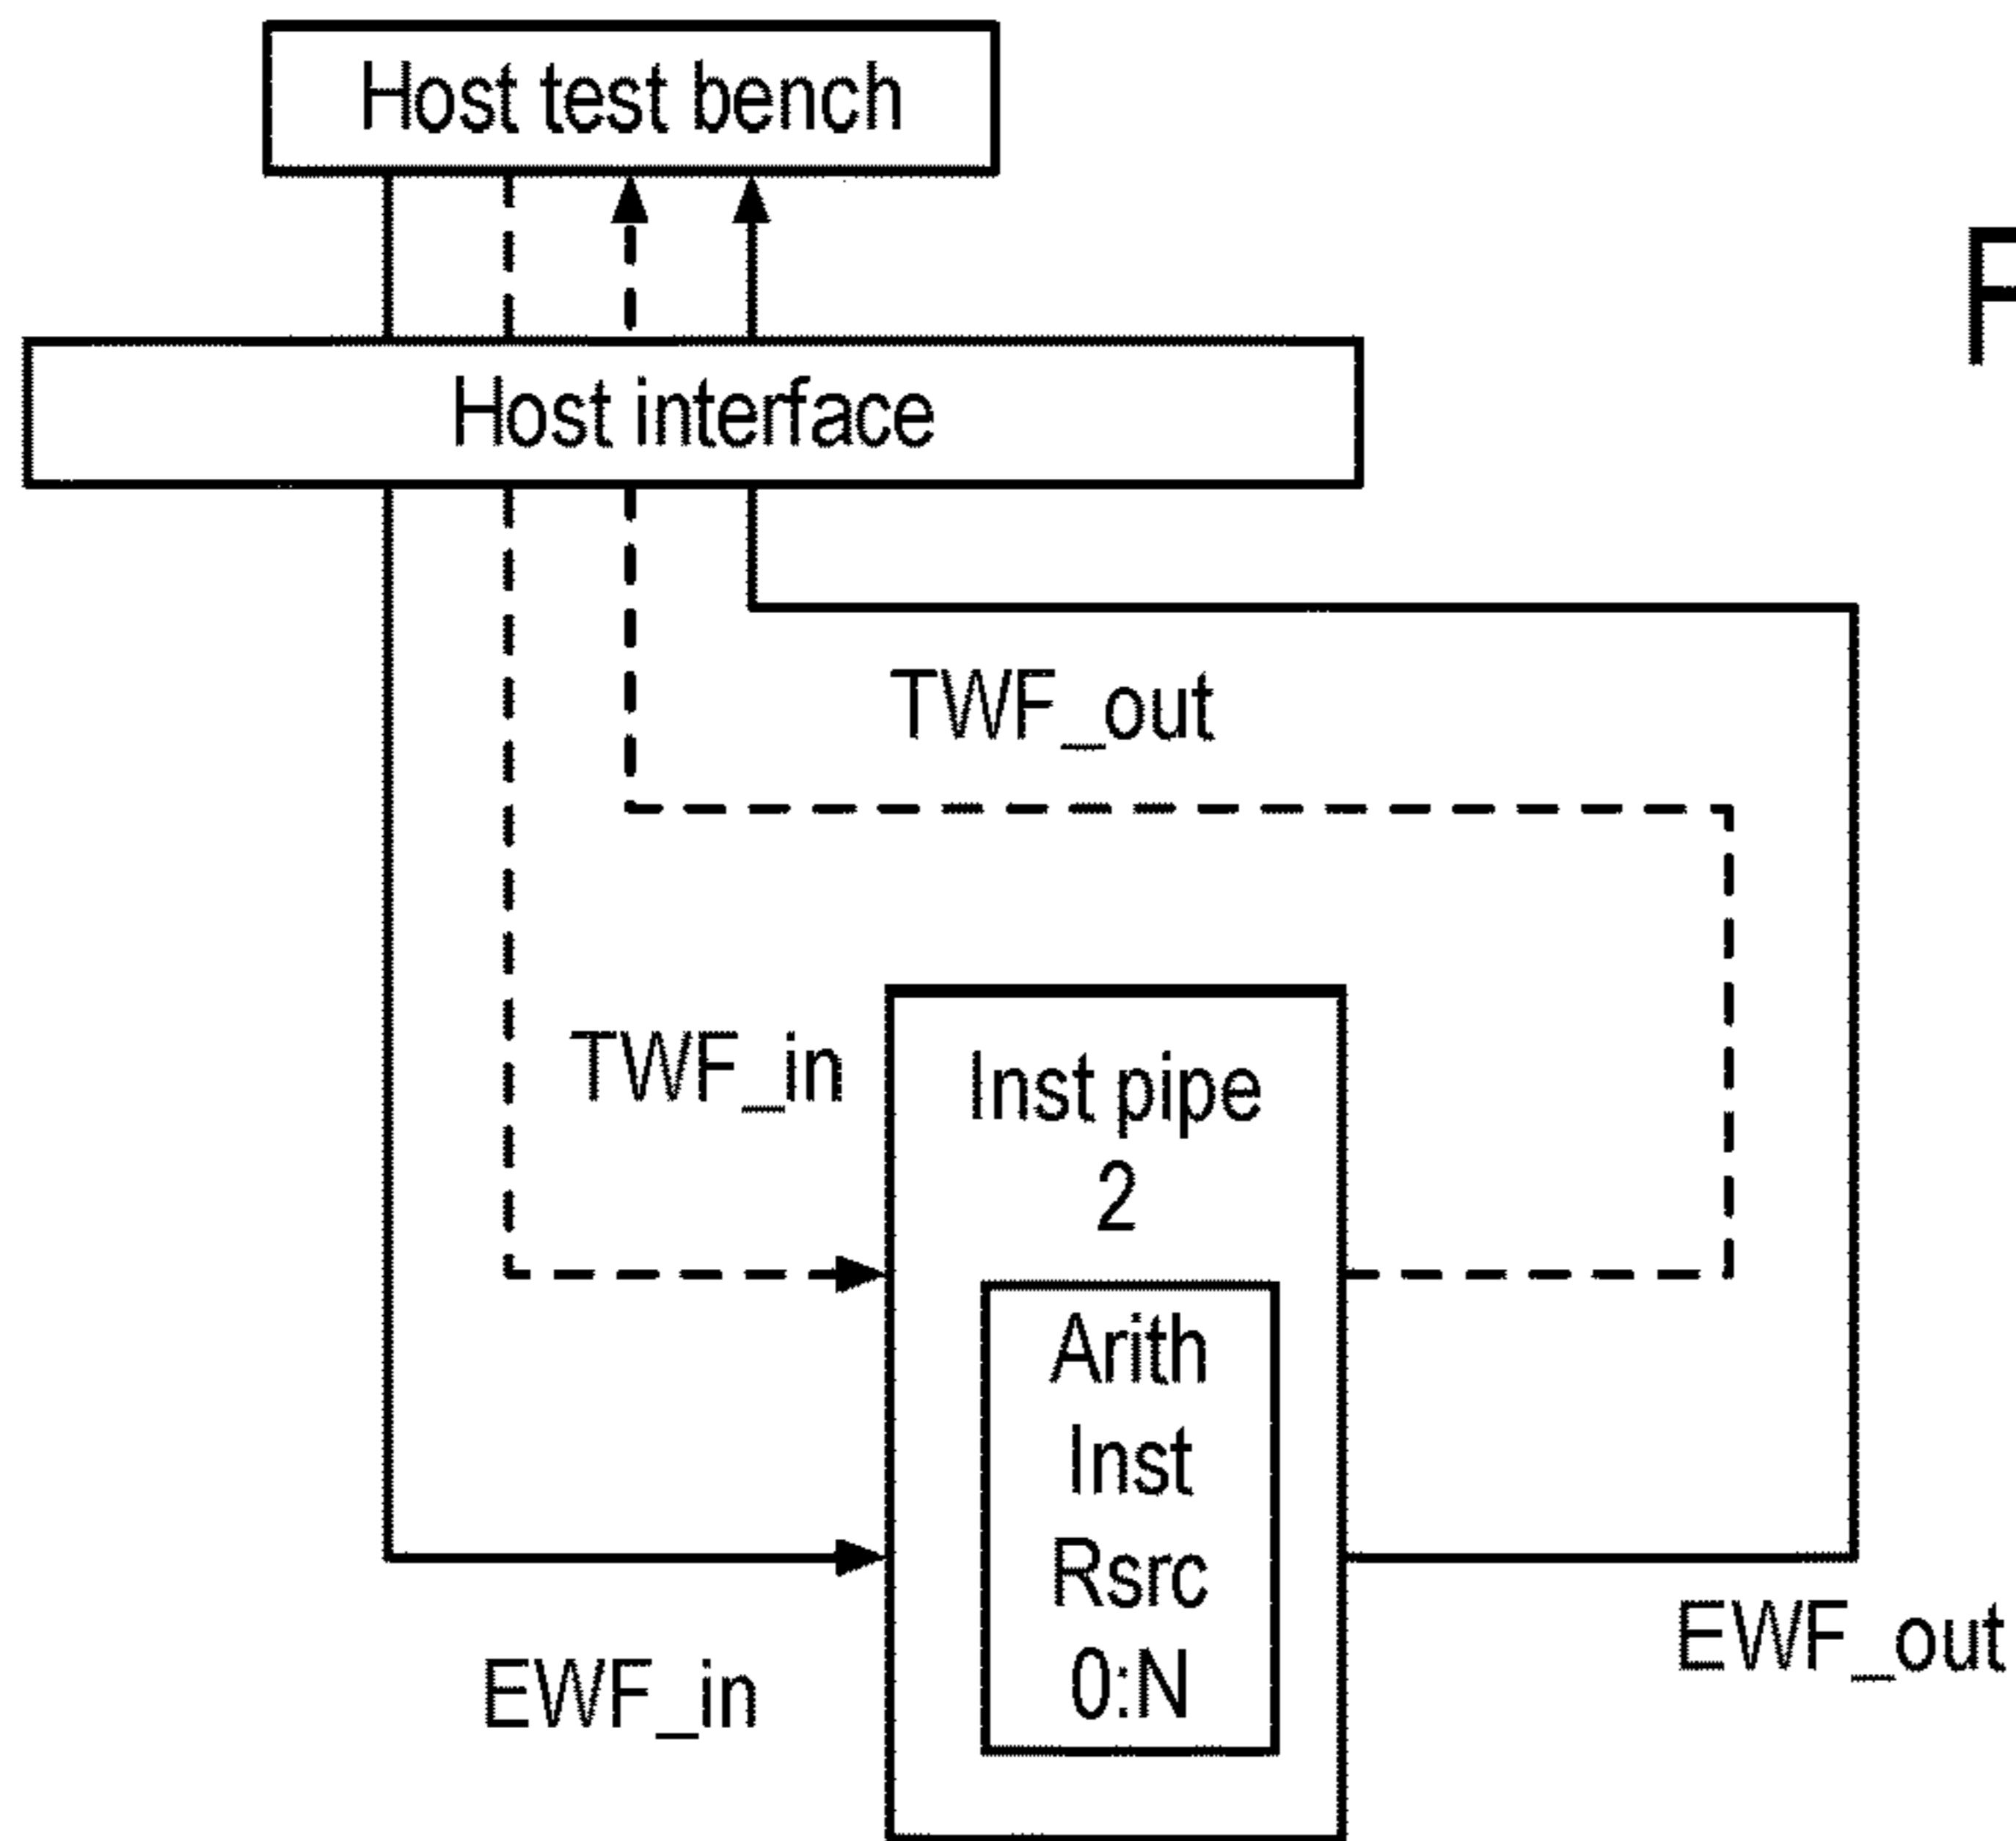 Host test bench
F
Host interface
TWF_out
TWF_in
Inst pipe
2
Arith
Inst
Rsrc
0:N
EWF_in
EWF_out